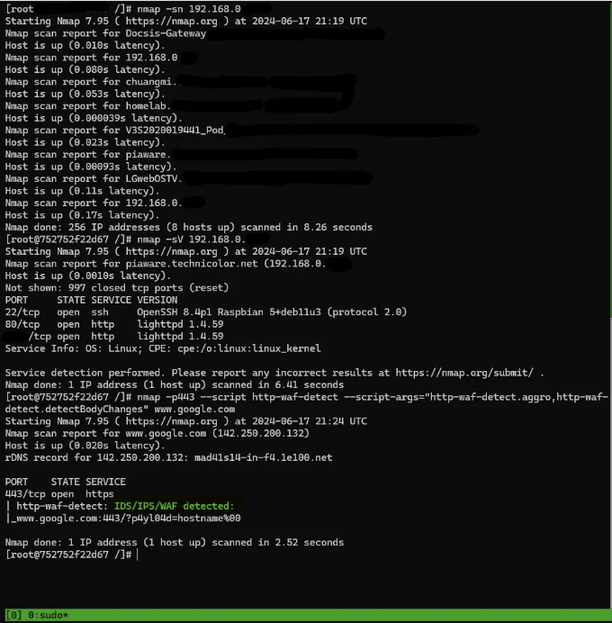 [root /]# nmap -sn 192.168.0
Starting Nmap 7.95 ( https://nmap.org ) at 2024-06-17 21:19 UTC
Nmap scan report for Docsis-Gateway
Host is up (0.010s latency).
Nmap scan report for 192.168.0
Host is up (0.080s latency).
Nmap scan report for chuangmi.
Host is up (0.053s latency).
Nmap scan report for homelab.
Host is up (0.000039s latency).
Nmap scan report for V3S2020019441_Pod.
Host is up (0.023s latency).
Nmap scan report for piaware.
Host is up (0.00093s latency).
Nmap scan report for LGwebOSTV.
Host is up (0.11s latency).
Nmap scan report for 192.168.0.
Host is up (0.17s latency).
Nmap done: 256 IP addresses (8 hosts up) scanned in 8.26 seconds
[root@752752f22d67 /]# nmap -sV 192.168.0.
Starting Nmap 7.95 ( https://nmap.org ) at 2024-06-17 21:19 UTC
Nmap scan report for piaware.technicolor.net (192.168.0.
Host is up (0.0010s latency).
Not shown: 997 closed tcp ports (reset)
PORT STATE SERVICE VERSION
22/tcp open ssh OpenSSH 8.4p1 Raspbian 5+deb11u3 (protocol 2.0)
80/tcp open http lighttpd 1.4.59
/tcp open http lighttpd 1.4.59
Service Info: OS: Linux; CPE: cpe:/o:linux:linux_kernel
Service detection performed. Please report any incorrect results at https://nmap.org/submit/ .
Nmap done: 1 IP address (1 host up) scanned in 6.41 seconds
[root@752752f22d67 /]# nmap -p443 --script http-waf-detect --script-args="http-waf-detect.aggro,http-waf-
detect.detectBodyChanges" www.google.com
Starting Nmap 7.95 ( https://nmap.org ) at 2024-06-17 21:24 UTC
Nmap scan report for www.google.com (142.250.200.132)
Host is up (0.020s latency).
rDNS record for 142.250.200.132: mad41s14-in-f4.1e100.net
PORT STATE SERVICE
443/tcp open https
| http-waf-detect: IDS/IPS/WAF detected:
|_www.google.com:443/?p4yl04d=hostname%00
Nmap done: 1 IP address (1 host up) scanned in 2.52 seconds
[root@752752f22d67 /]#
[0] 0:sudo*